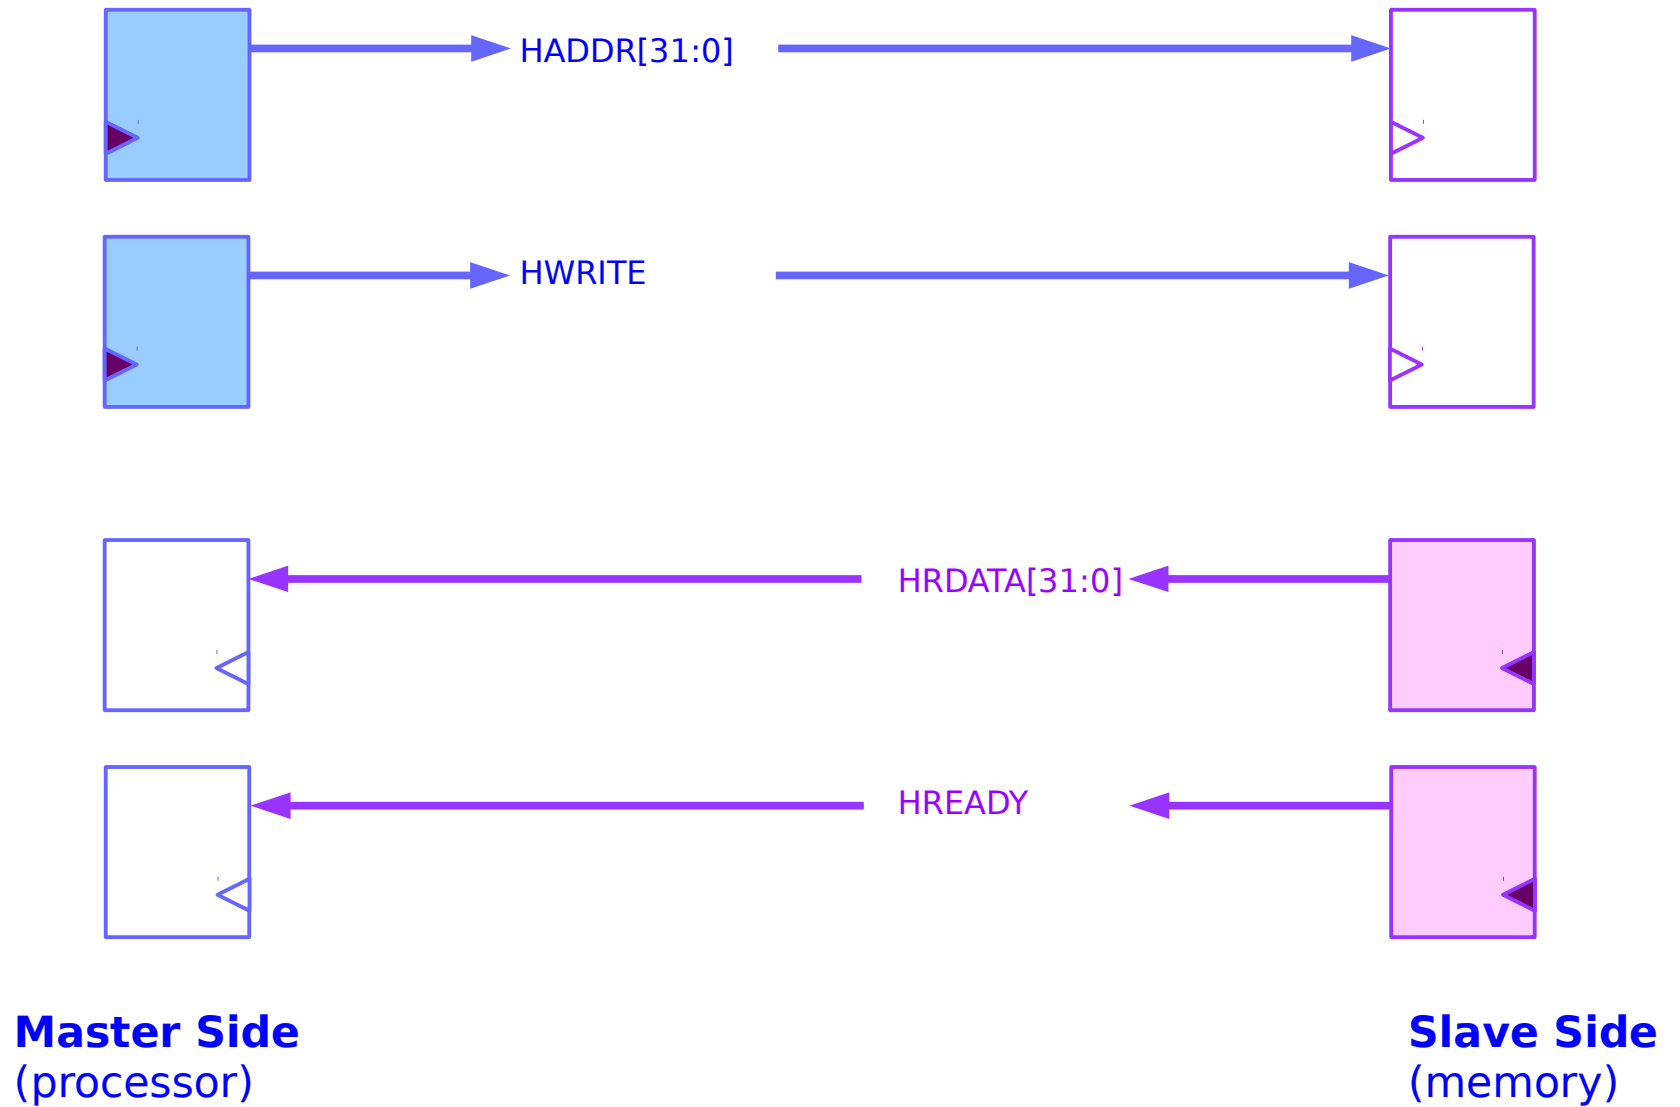 HADDR[31:0]
HWRITE
HRDATA[31:0]
HREADY
Master Side
(processor)
Slave Side
(memory)